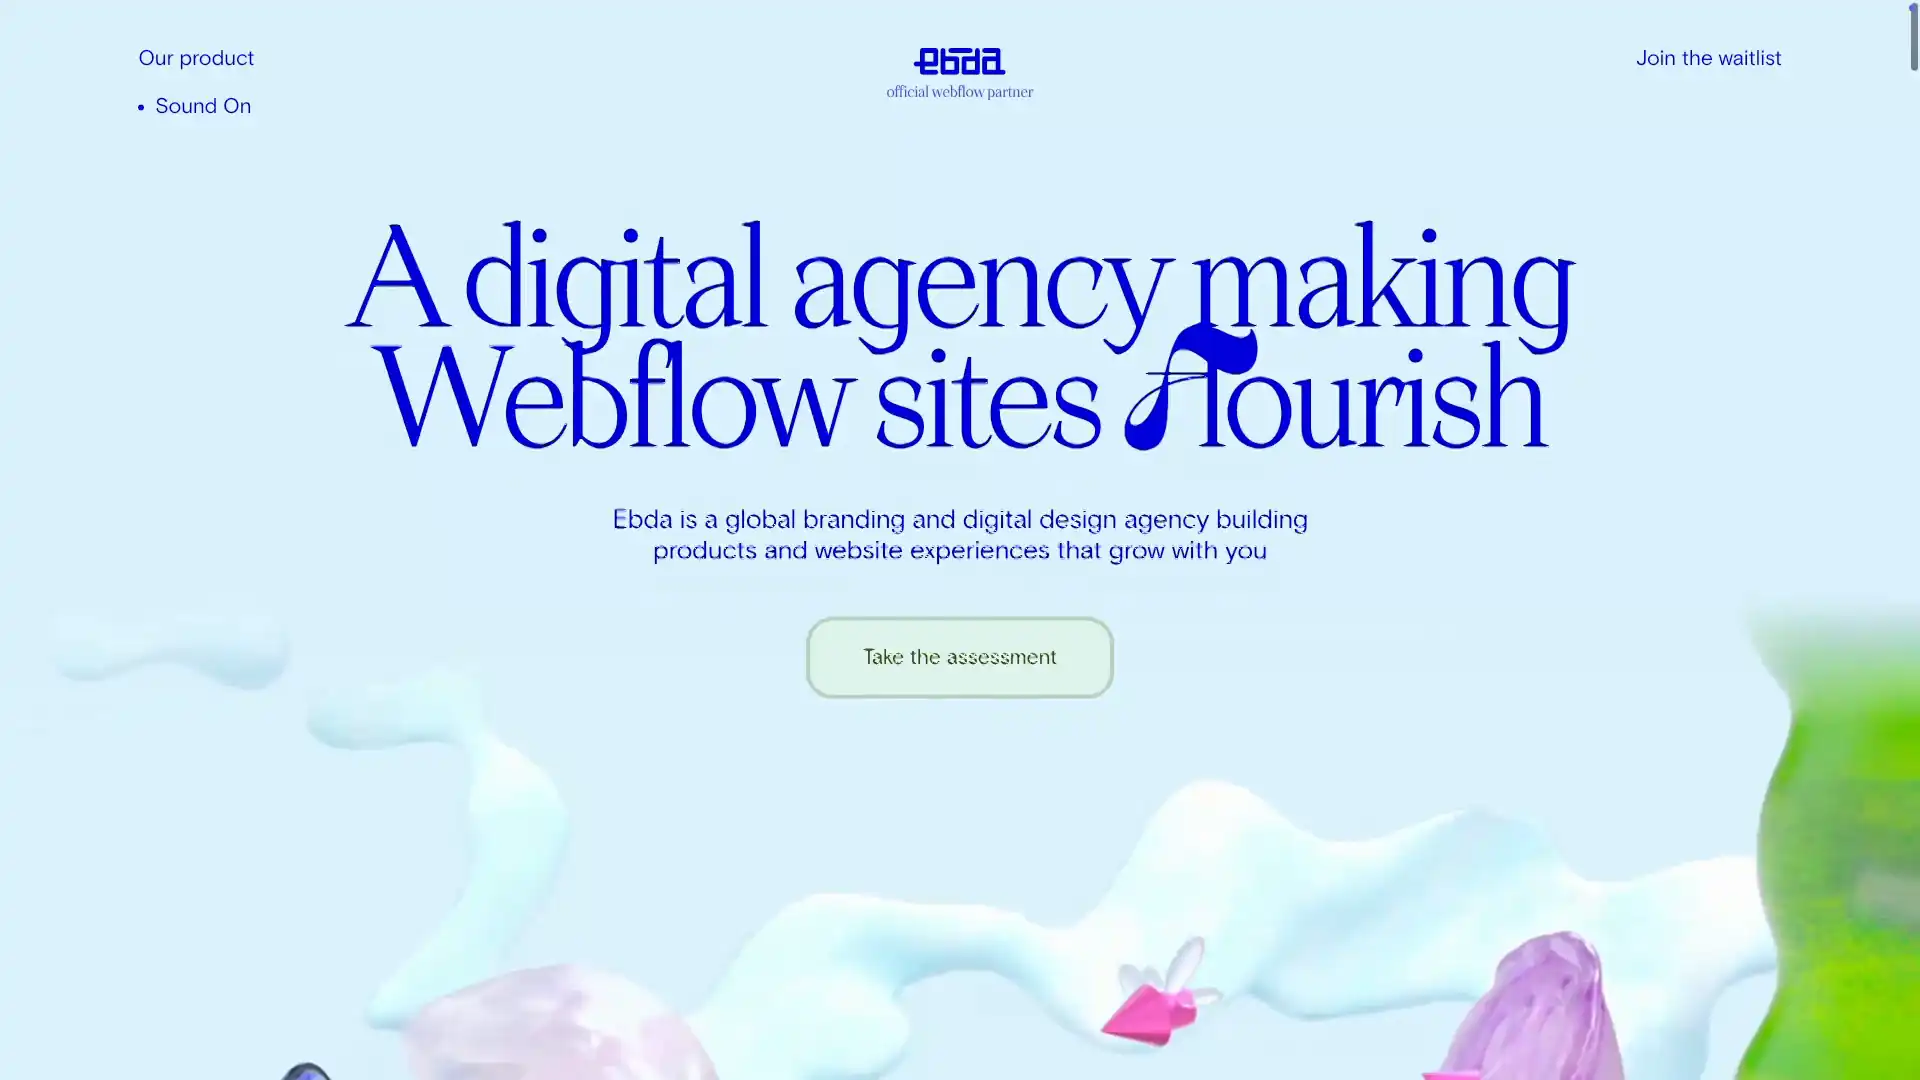 Our product
ebda
official webflow partner
Join the waitlist
• Sound On
A digital agency making
Webflow sites flourish
Ebda is a global branding and digital design agency building
products and website experiences that grow with you
Take the assessment